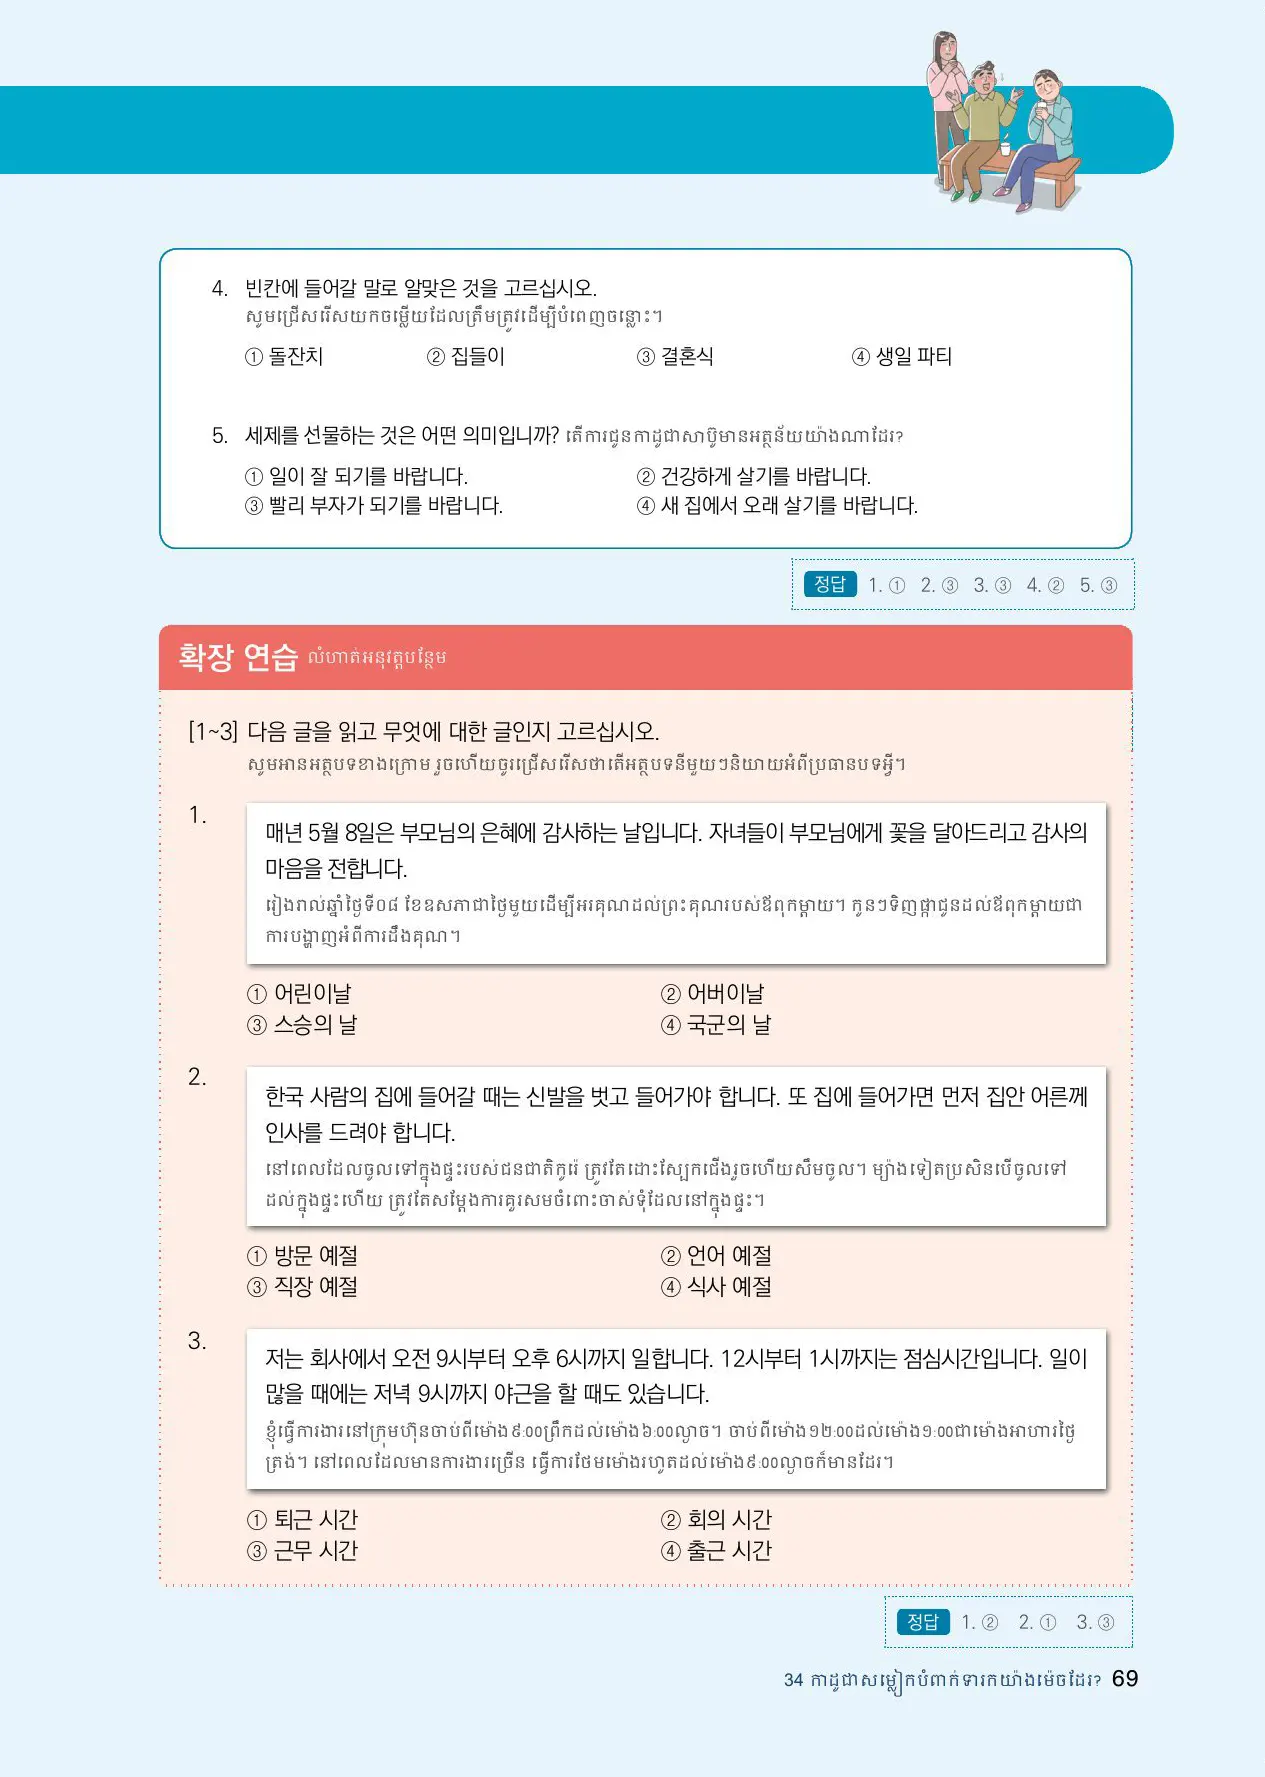 4. 빈칸에 들어갈 말로 알맞은 것을 고르십시오.
សូមជ្រើសរើសយកចម្លើយដែលត្រឹមត្រូវដើម្បីបំពេញចន្លោះ។
① 돌잔치 ② 집들이 ③ 결혼식 ④ 생일 파티
5. 세제를 선물하는 것은 어떤 의미입니까? តើការជូនកាដូជាសាប៊ូមានអត្ថន័យយ៉ាងណាដែរ?
① 일이 잘 되기를 바랍니다. ② 건강하게 살기를 바랍니다.
③ 빨리 부자가 되기를 바랍니다. ④ 새 집에서 오래 살기를 바랍니다.
정답 1. ① 2. ③ 3. ③ 4. ② 5. ③
확장 연습 លំហាត់អនុវត្តបន្ថែម
[1~3] 다음 글을 읽고 무엇에 대한 글인지 고르십시오.
សូមអានអត្ថបទខាងក្រោម រួចហើយចូរជ្រើសរើសថាតើអត្ថបទនីមួយៗនិយាយអំពីប្រធានបទអ្វី។
1.
매년 5월 8일은 부모님의 은혜에 감사하는 날입니다. 자녀들이 부모님에게 꽃을 달아드리고 감사의
마음을 전합니다.
រៀងរាល់ឆ្នាំថ្ងៃទី០៨ ខែឧសភាជាថ្ងៃមួយដើម្បីអរគុណដល់ព្រះគុណរបស់ឪពុកម្តាយ។ កូនៗទិញផ្កាជូនដល់ឪពុកម្តាយជា
ការបង្ហាញអំពីការដឹងគុណ។
① 어린이날 ② 어버이날
③ 스승의 날 ④ 국군의 날
2.
한국 사람의 집에 들어갈 때는 신발을 벗고 들어가야 합니다. 또 집에 들어가면 먼저 집안 어른께
인사를 드려야 합니다.
នៅពេលដែលចូលទៅក្នុងផ្ទះរបស់ជនជាតិកូរ៉េ ត្រូវតែដោះស្បែកជើងរួចហើយសឹមចូល។ ម្យ៉ាងទៀតប្រសិនបើចូលទៅ
ដល់ក្នុងផ្ទះហើយ ត្រូវតែសម្តែងការគួរសមចំពោះចាស់ទុំដែលនៅក្នុងផ្ទះ។
① 방문 예절 ② 언어 예절
③ 직장 예절 ④ 식사 예절
3.
저는 회사에서 오전 9시부터 오후 6시까지 일합니다. 12시부터 1시까지는 점심시간입니다. 일이
많을 때에는 저녁 9시까지 야근을 할 때도 있습니다.
ខ្ញុំធ្វើការងារនៅក្រុមហ៊ុនចាប់ពីម៉ោង៩:០០ព្រឹកដល់ម៉ោង៦:០០ល្ងាច។ ចាប់ពីម៉ោង១២:០០ដល់ម៉ោង១:០០ជាម៉ោងអាហារថ្ងៃ
ត្រង់។ នៅពេលដែលមានការងារច្រើន ធ្វើការថែមម៉ោងរហូតដល់ម៉ោង៩:០០ល្ងាចក៏មានដែរ។
① 퇴근 시간 ② 회의 시간
③ 근무 시간 ④ 출근 시간
정답 1. ② 2. ① 3. ③
34 កាដូជាសម្លៀកបំពាក់ទារកយ៉ាងម៉េចដែរ? 69